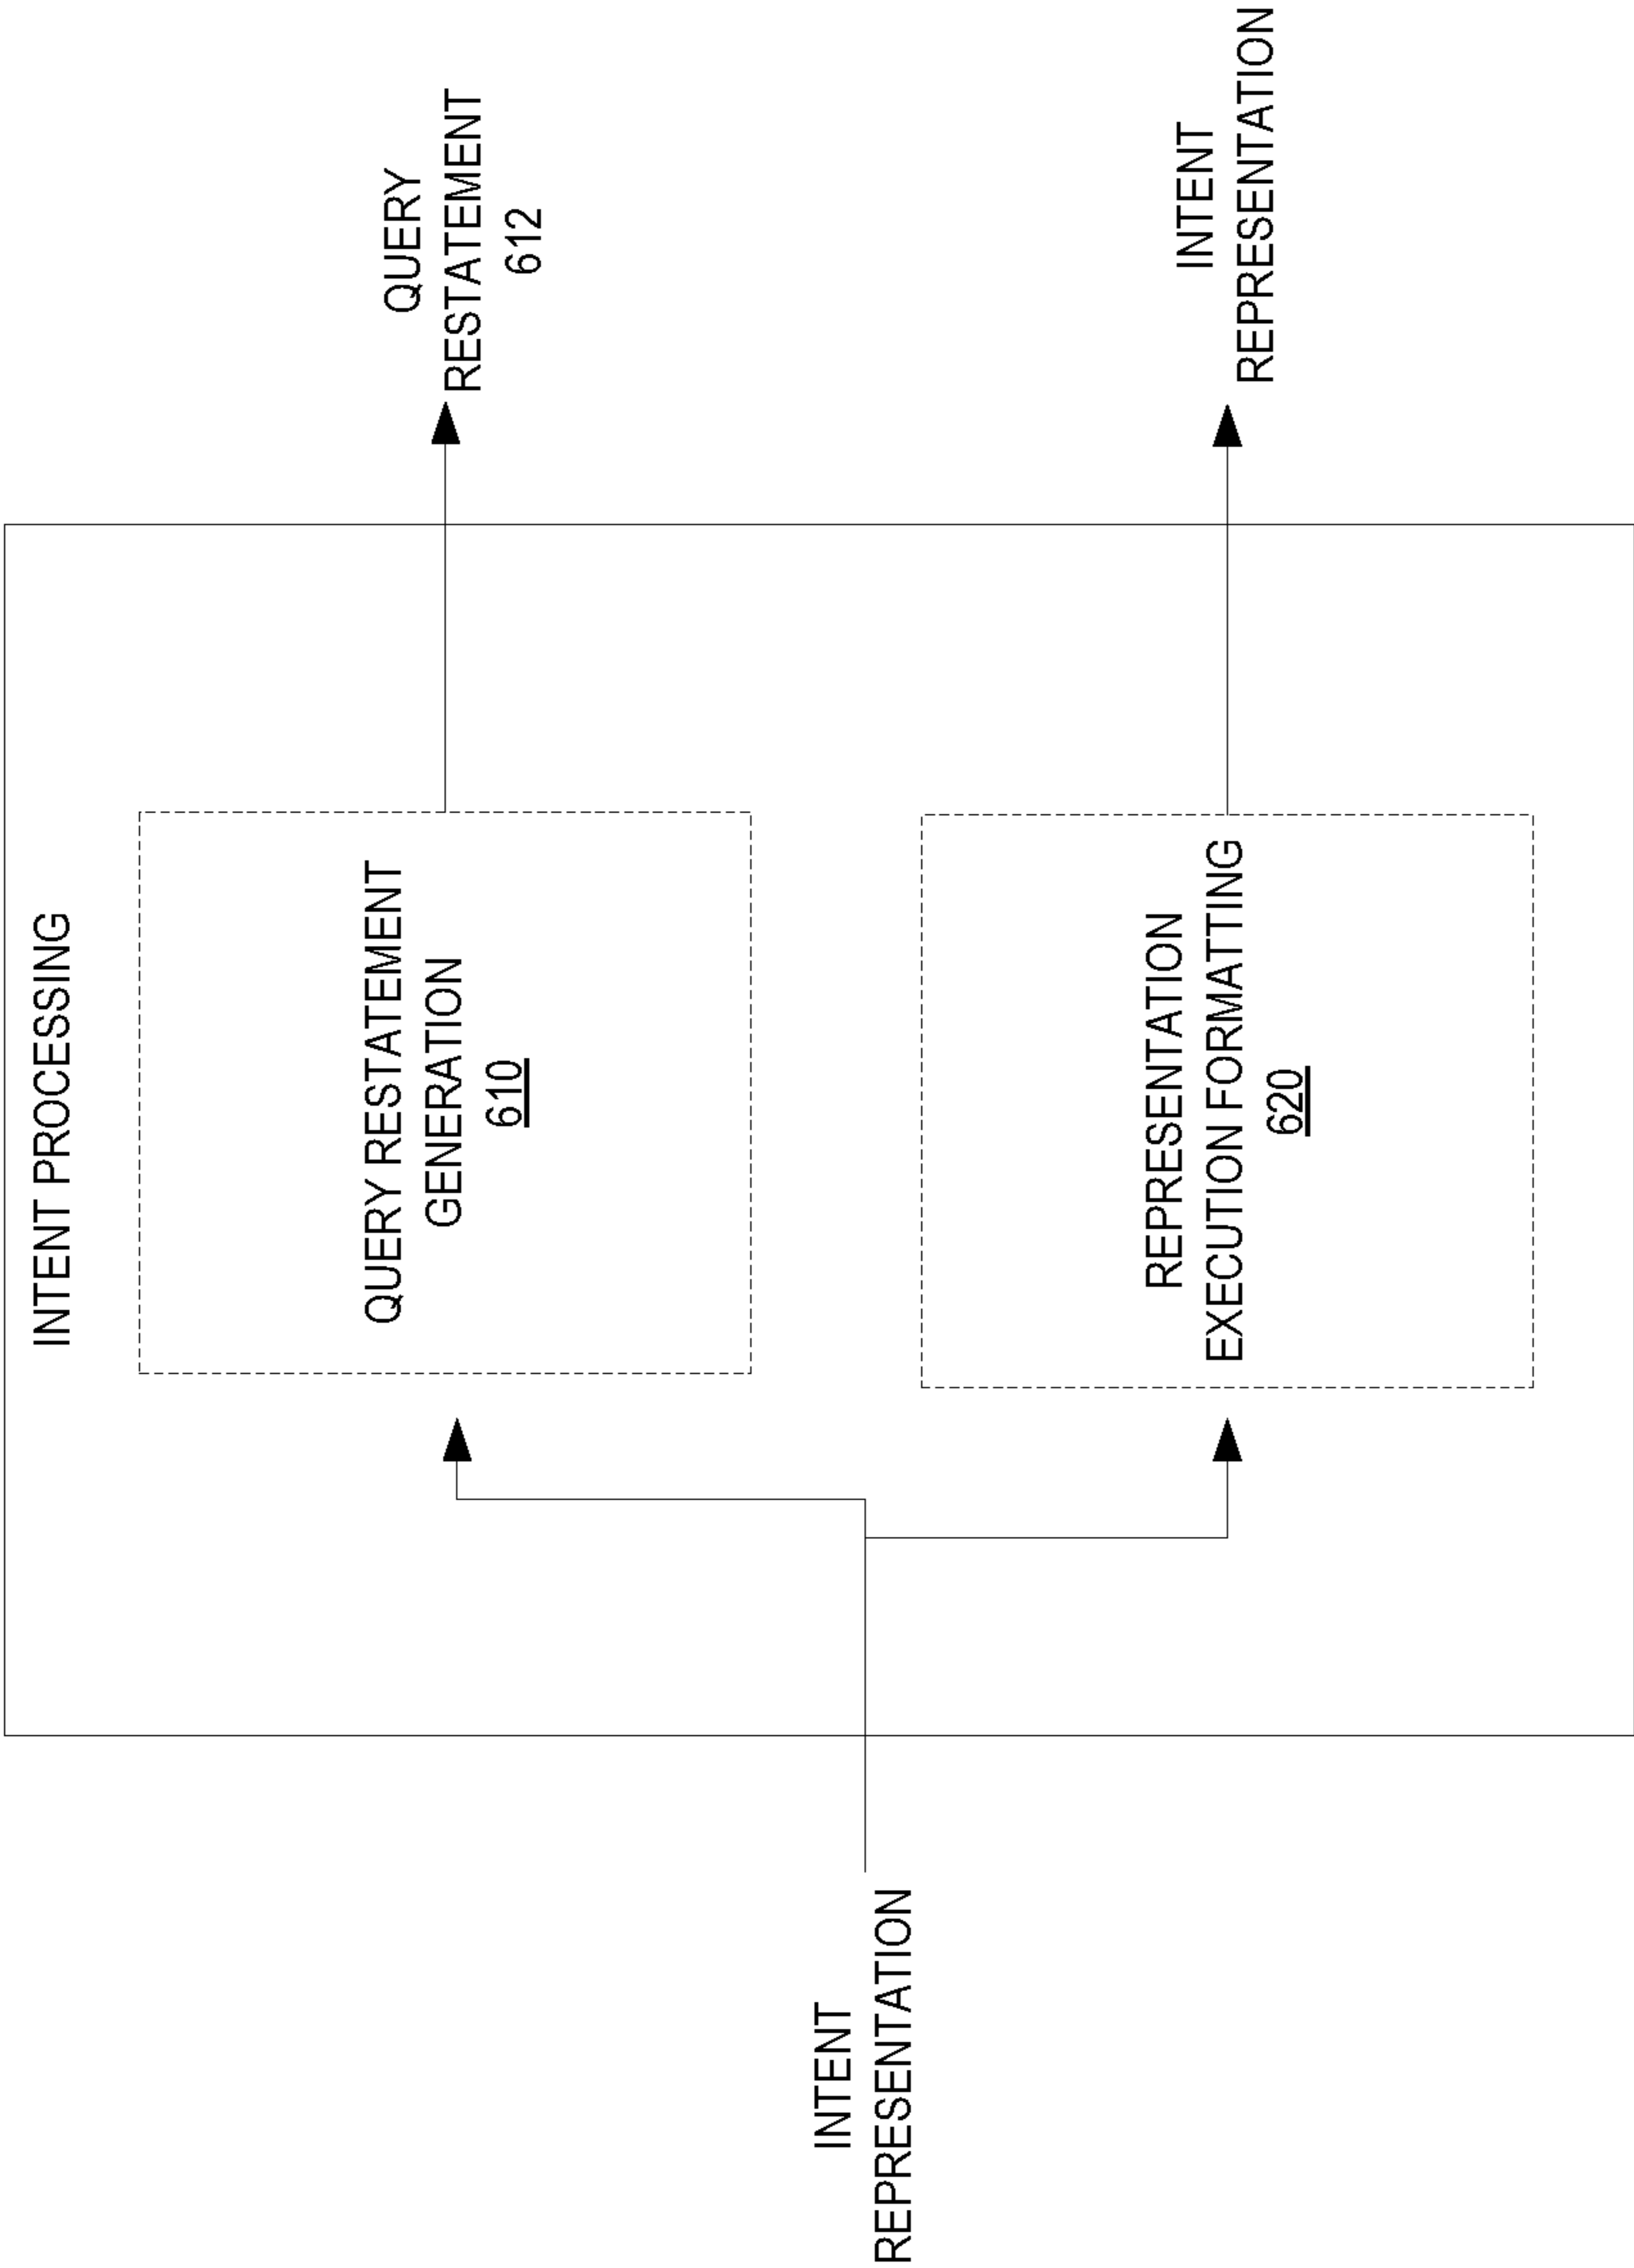 INTENT PROCESSING
INTENT
REPRESENTATION
QUERY RESTATEMENT
GENERATION
610
QUERY
RESTATEMENT
612
REPRESENTATION
EXECUTION FORMATTING
620
INTENT
REPRESENTATION